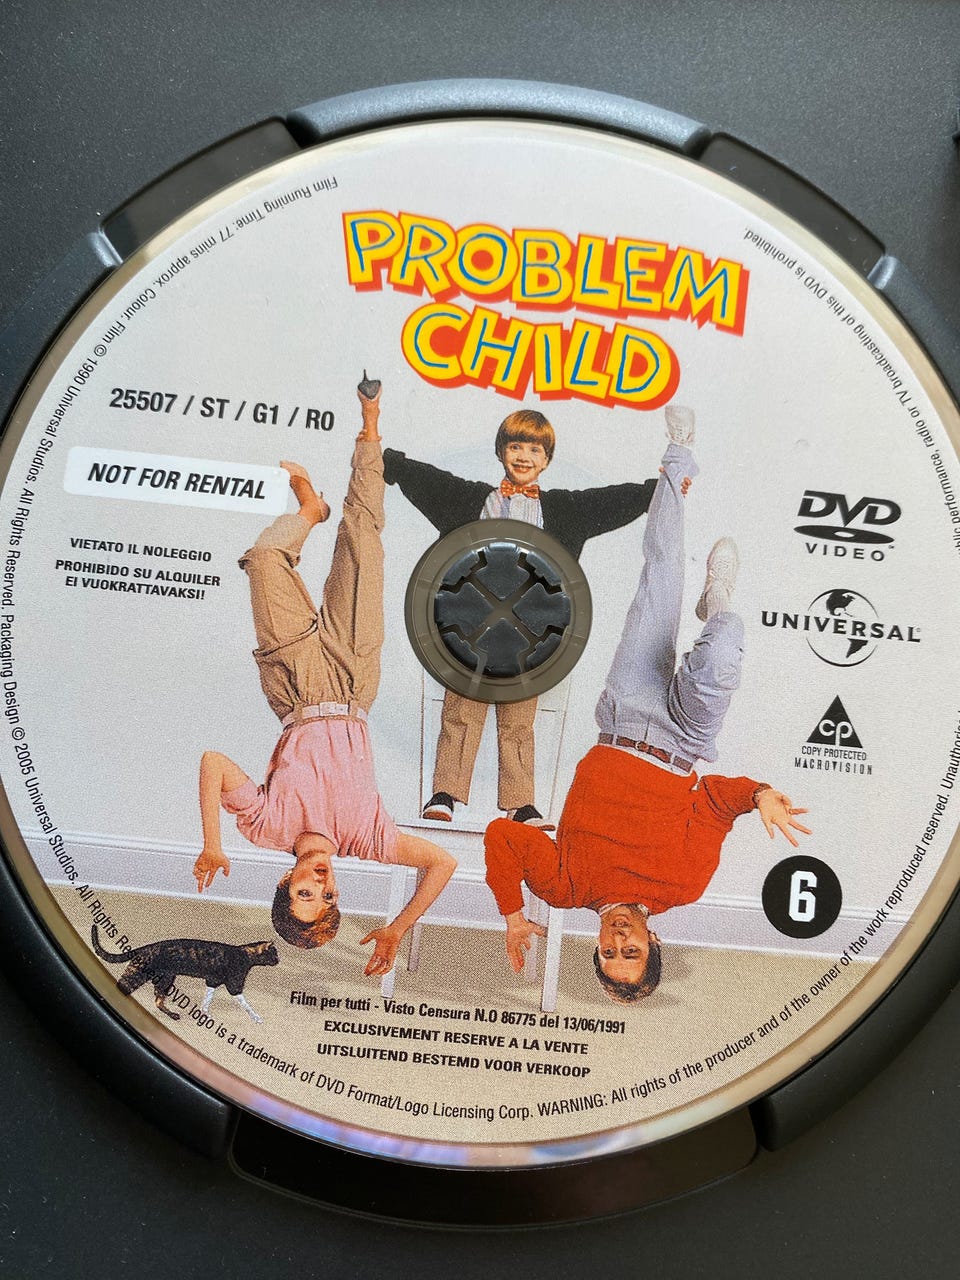 PROBLEM
CHILD
25507 / ST / G1 / R0
NOT FOR RENTAL
VIETATO IL NOLEGGIO
PROHIBIDO SU ALQUILER
EI VUOKRATTAVAKSI!
DVD
VIDEO™
UNIVERSAL®
CP
COPY PROTECTED
MACROVISION
6
Film per tutti - Visto Censura N.O 86775 del 13/06/1991
EXCLUSIVEMENT RESERVE A LA VENTE
UITSLUITEND BESTEMD VOOR VERKOOP
Film Running Time: 77 mins approx. Colour. Film © 1990 Universal Studios. All Rights Reserved. Packaging Design © 2005 Universal Studios. All Rights Reserved. DVD logo is a trademark of DVD Format/Logo Licensing Corp. WARNING: All rights of the producer and of the owner of the work reproduced reserved. Unauthorised public performance, radio or TV broadcasting of this DVD is prohibited.